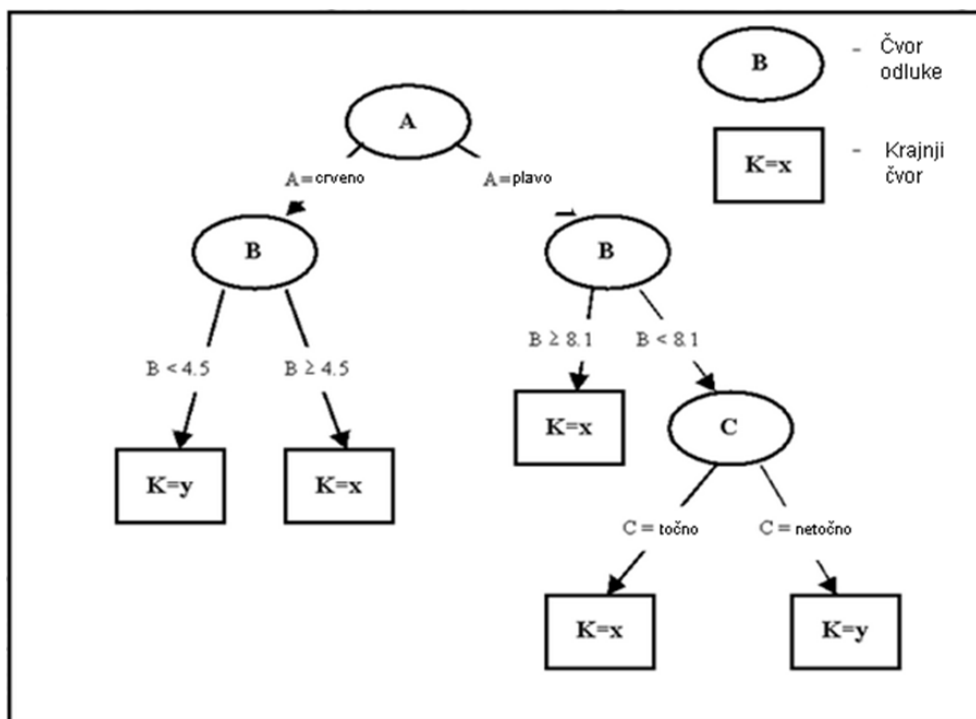 B
- Čvor
odluke
A
K=x
- Krajnji
čvor
A=crveno
A=plavo
B
B
B ≥ 8.1
B < 8.1
B < 4.5
B ≥ 4.5
K=x
C
K=y
K=x
C = točno
C = netočno
K=x
K=y